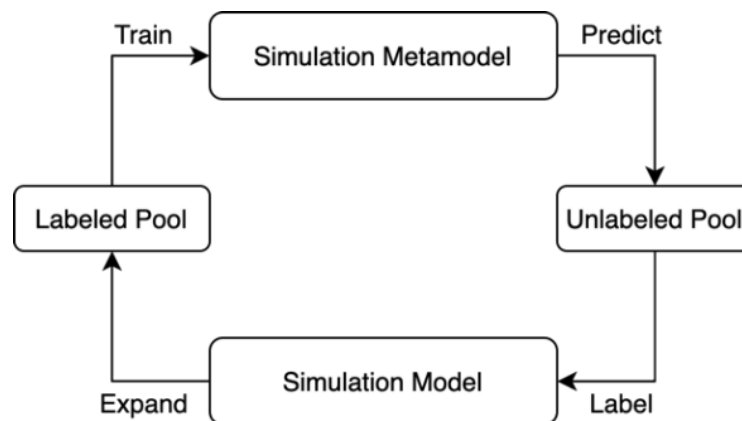 Train
Simulation Metamodel
Predict
Labeled Pool
Unlabeled Pool
Expand
Simulation Model
Label